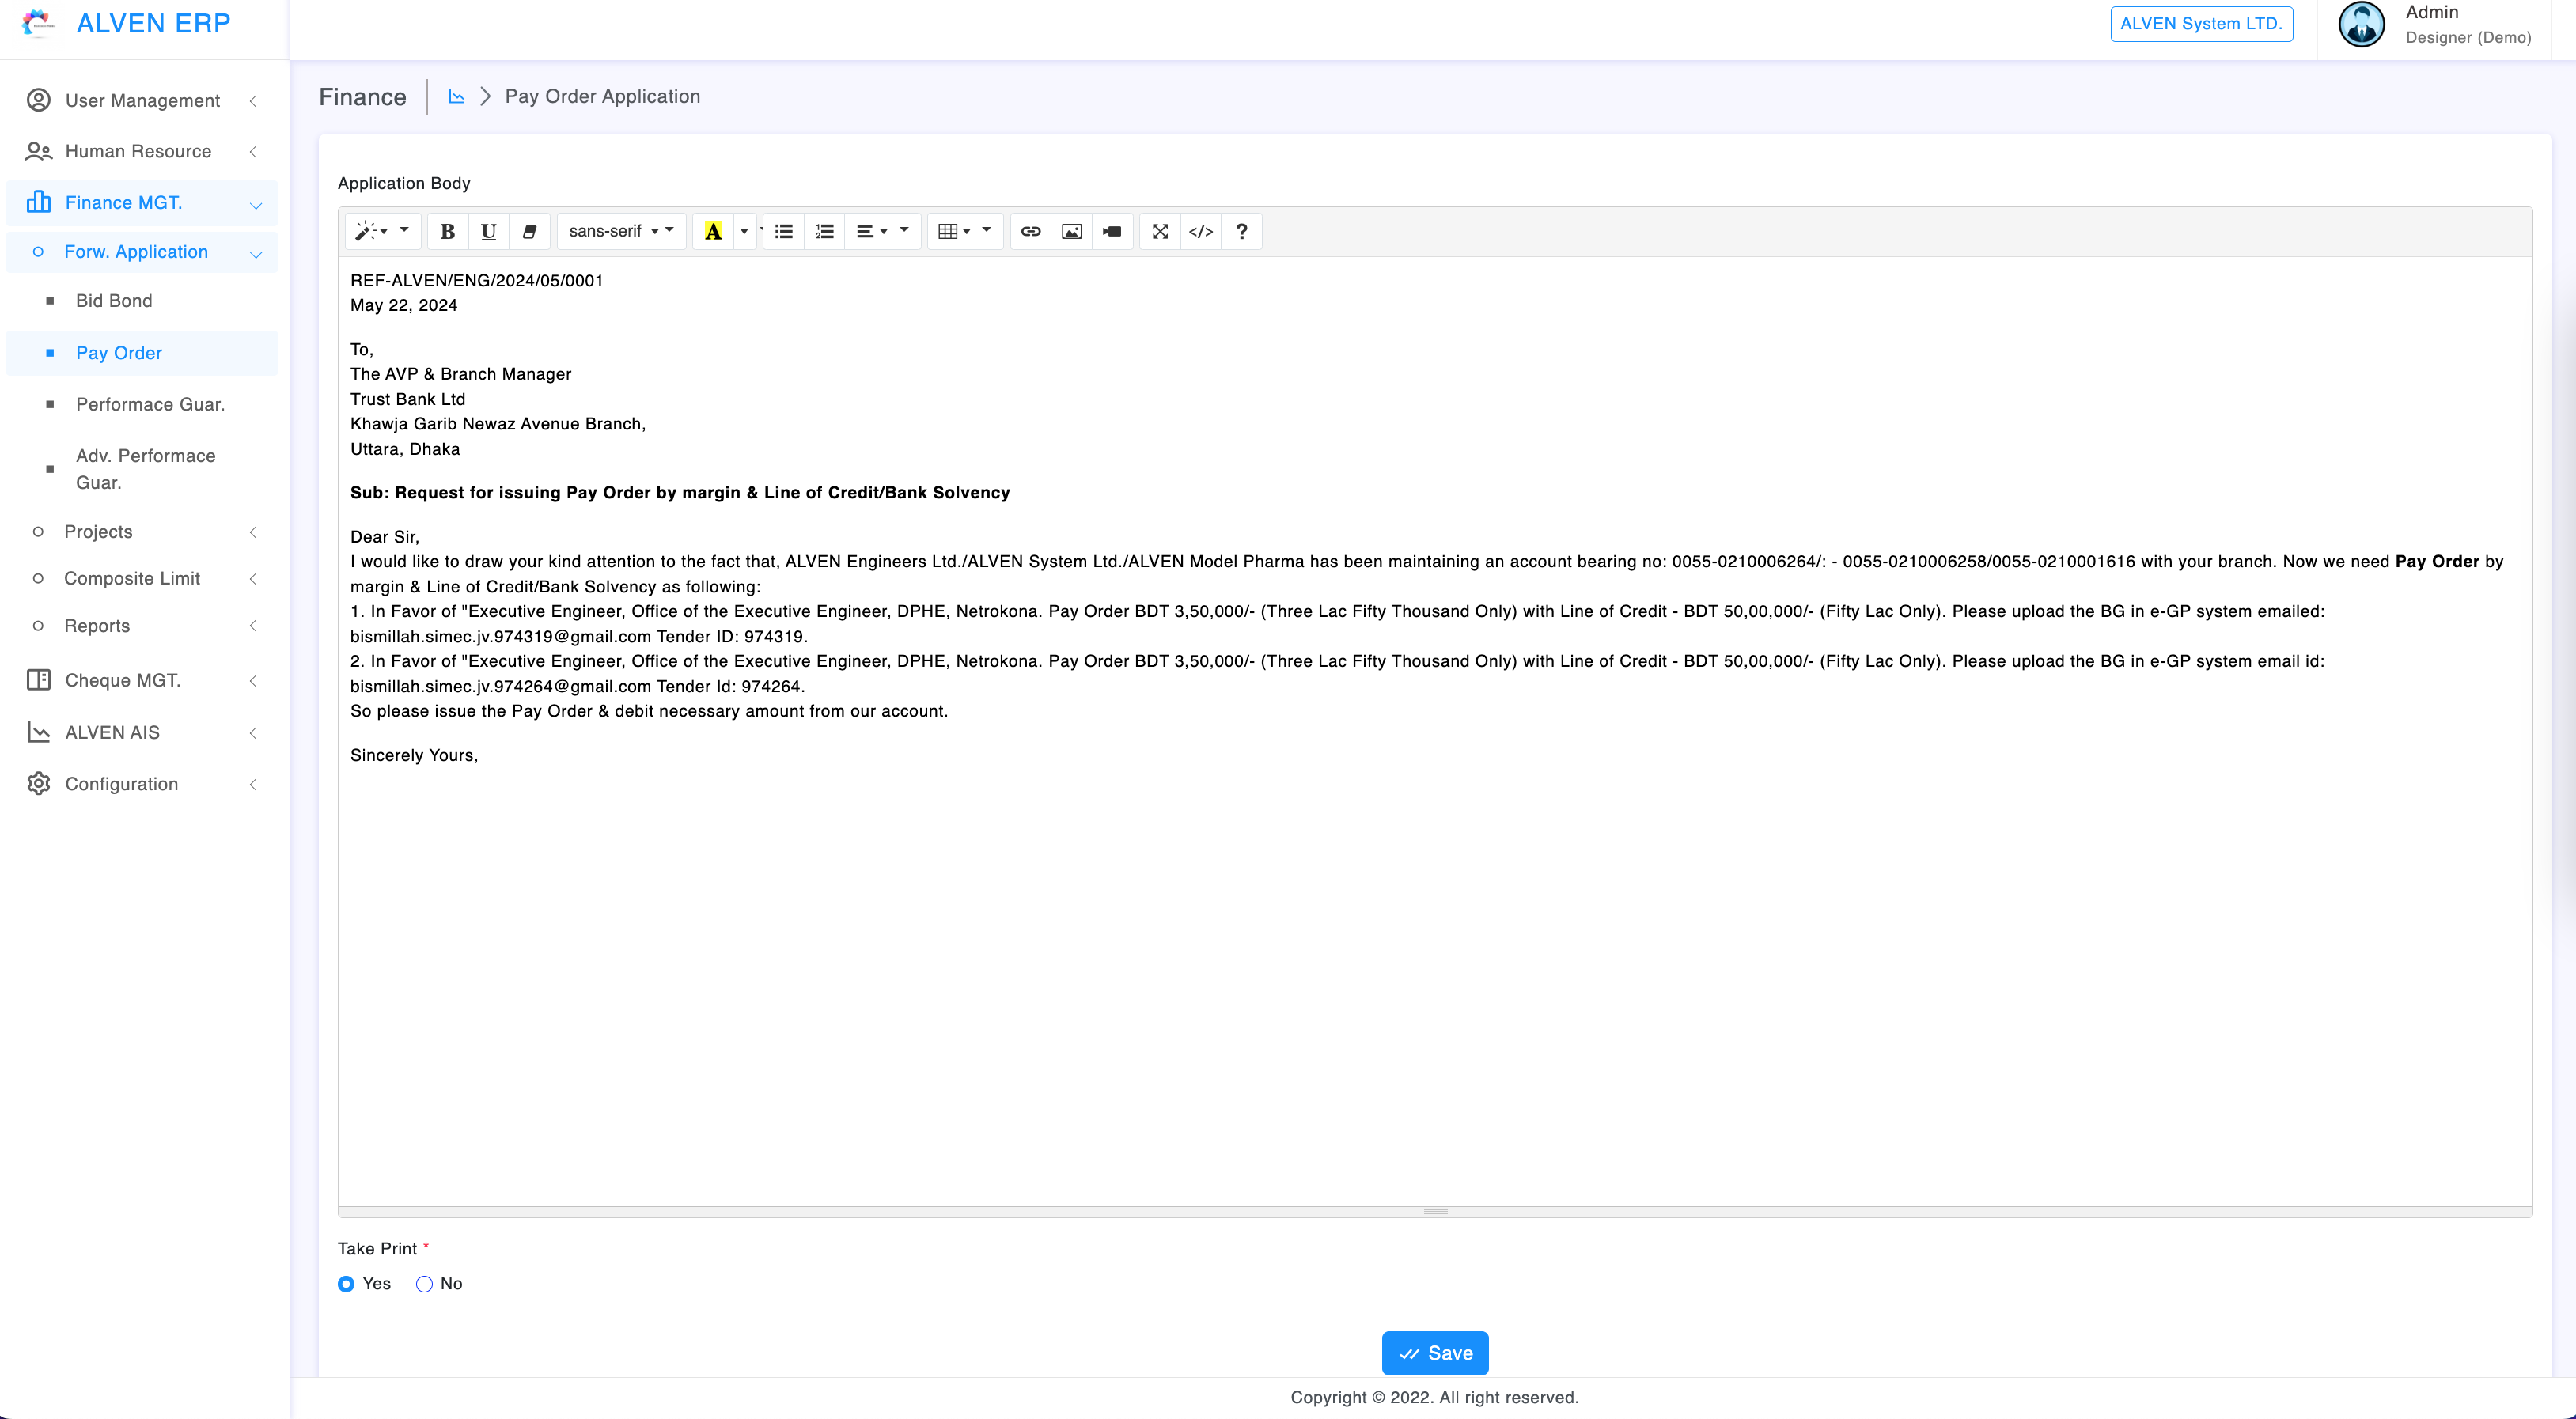 ALVEN ERP
ALVEN System LTD.
Admin
Designer (Demo)
User Management
Human Resource
Finance MGT.
Forw. Application
Bid Bond
Pay Order
Performace Guar.
Adv. Performace
Guar.
Projects
Composite Limit
Reports
Cheque MGT.
ALVEN AIS
Configuration
Finance
Pay Order Application
Application Body
B U sans-serif A </> ?
REF-ALVEN/ENG/2024/05/0001
May 22, 2024
To,
The AVP & Branch Manager
Trust Bank Ltd
Khawja Garib Newaz Avenue Branch,
Uttara, Dhaka
Sub: Request for issuing Pay Order by margin & Line of Credit/Bank Solvency
Dear Sir,
I would like to draw your kind attention to the fact that, ALVEN Engineers Ltd./ALVEN System Ltd./ALVEN Model Pharma has been maintaining an account bearing no: 0055-0210006264/: - 0055-0210006258/0055-0210001616 with your branch. Now we need Pay Order by
margin & Line of Credit/Bank Solvency as following:
1. In Favor of "Executive Engineer, Office of the Executive Engineer, DPHE, Netrokona. Pay Order BDT 3,50,000/- (Three Lac Fifty Thousand Only) with Line of Credit - BDT 50,00,000/- (Fifty Lac Only). Please upload the BG in e-GP system emailed:
bismillah.simec.jv.974319@gmail.com Tender ID: 974319.
2. In Favor of "Executive Engineer, Office of the Executive Engineer, DPHE, Netrokona. Pay Order BDT 3,50,000/- (Three Lac Fifty Thousand Only) with Line of Credit - BDT 50,00,000/- (Fifty Lac Only). Please upload the BG in e-GP system email id:
bismillah.simec.jv.974264@gmail.com Tender Id: 974264.
So please issue the Pay Order & debit necessary amount from our account.
Sincerely Yours,
Take Print *
Yes No
Save
Copyright © 2022. All right reserved.